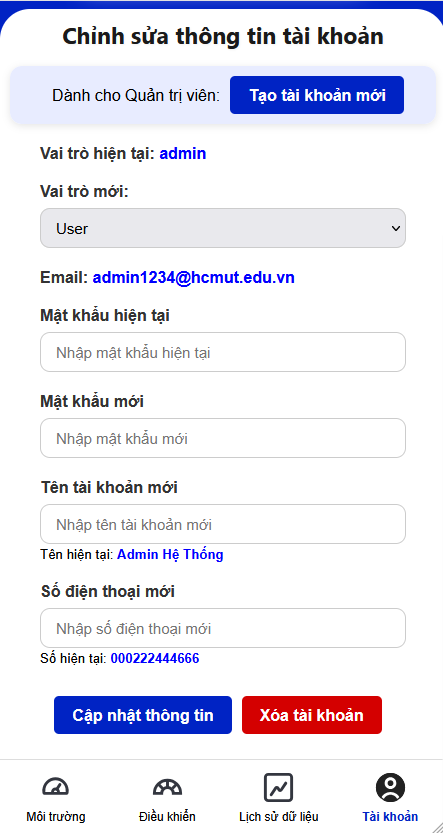 Chỉnh sửa thông tin tài khoản
Dành cho Quản trị viên: Tạo tài khoản mới
Vai trò hiện tại: admin
Vai trò mới:
User
Email: admin1234@hcmut.edu.vn
Mật khẩu hiện tại
Nhập mật khẩu hiện tại
Mật khẩu mới
Nhập mật khẩu mới
Tên tài khoản mới
Nhập tên tài khoản mới
Tên hiện tại: Admin Hệ Thống
Số điện thoại mới
Nhập số điện thoại mới
Số hiện tại: 000222444666
Cập nhật thông tin Xóa tài khoản
Môi trường Điều khiển Lịch sử dữ liệu Tài khoản